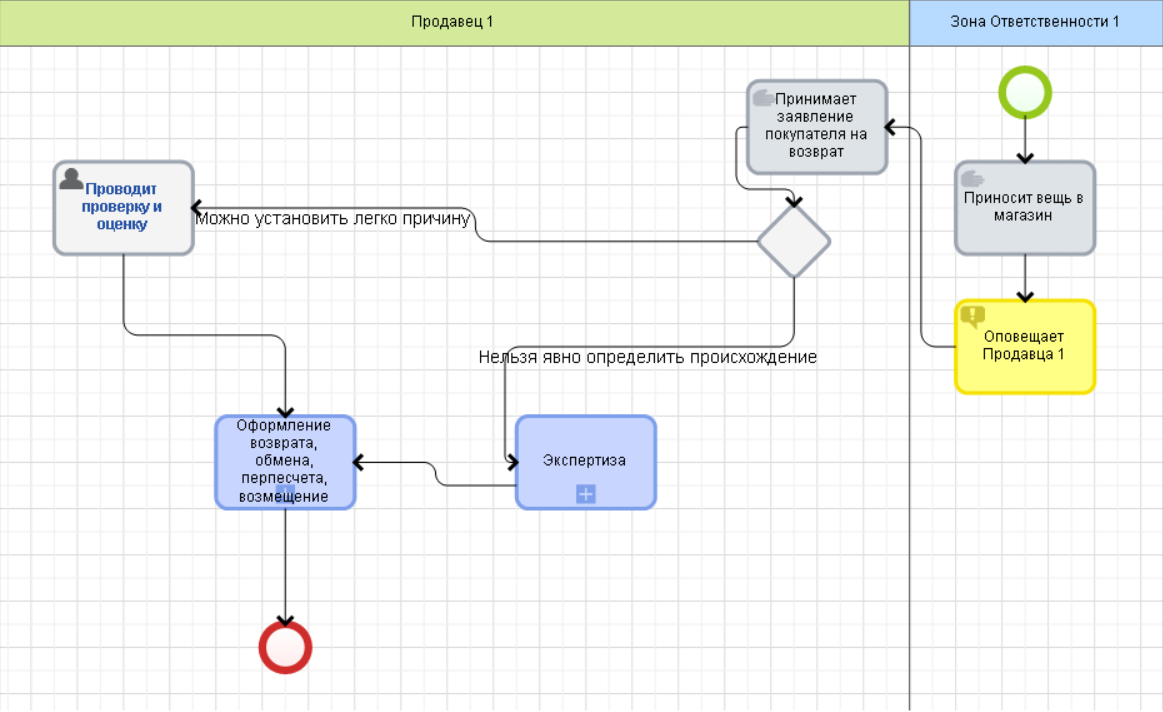 Продавец 1
Зона Ответственности 1
Принимает
заявление
покупателя на
возврат
Приносит вещь в
магазин
Проводит
проверку и
оценку
Можно установить легко причину
Оповещает
Продавца 1
Нельзя явно определить происхождение
Оформление
возврата,
обмена,
перпесчета,
возмещение
Экспертиза